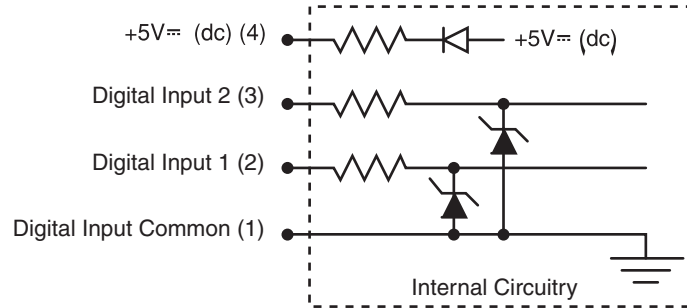 +5V⎓ (dc) (4)
+5V⎓ (dc)
Digital Input 2 (3)
Digital Input 1 (2)
Digital Input Common (1)
Internal Circuitry